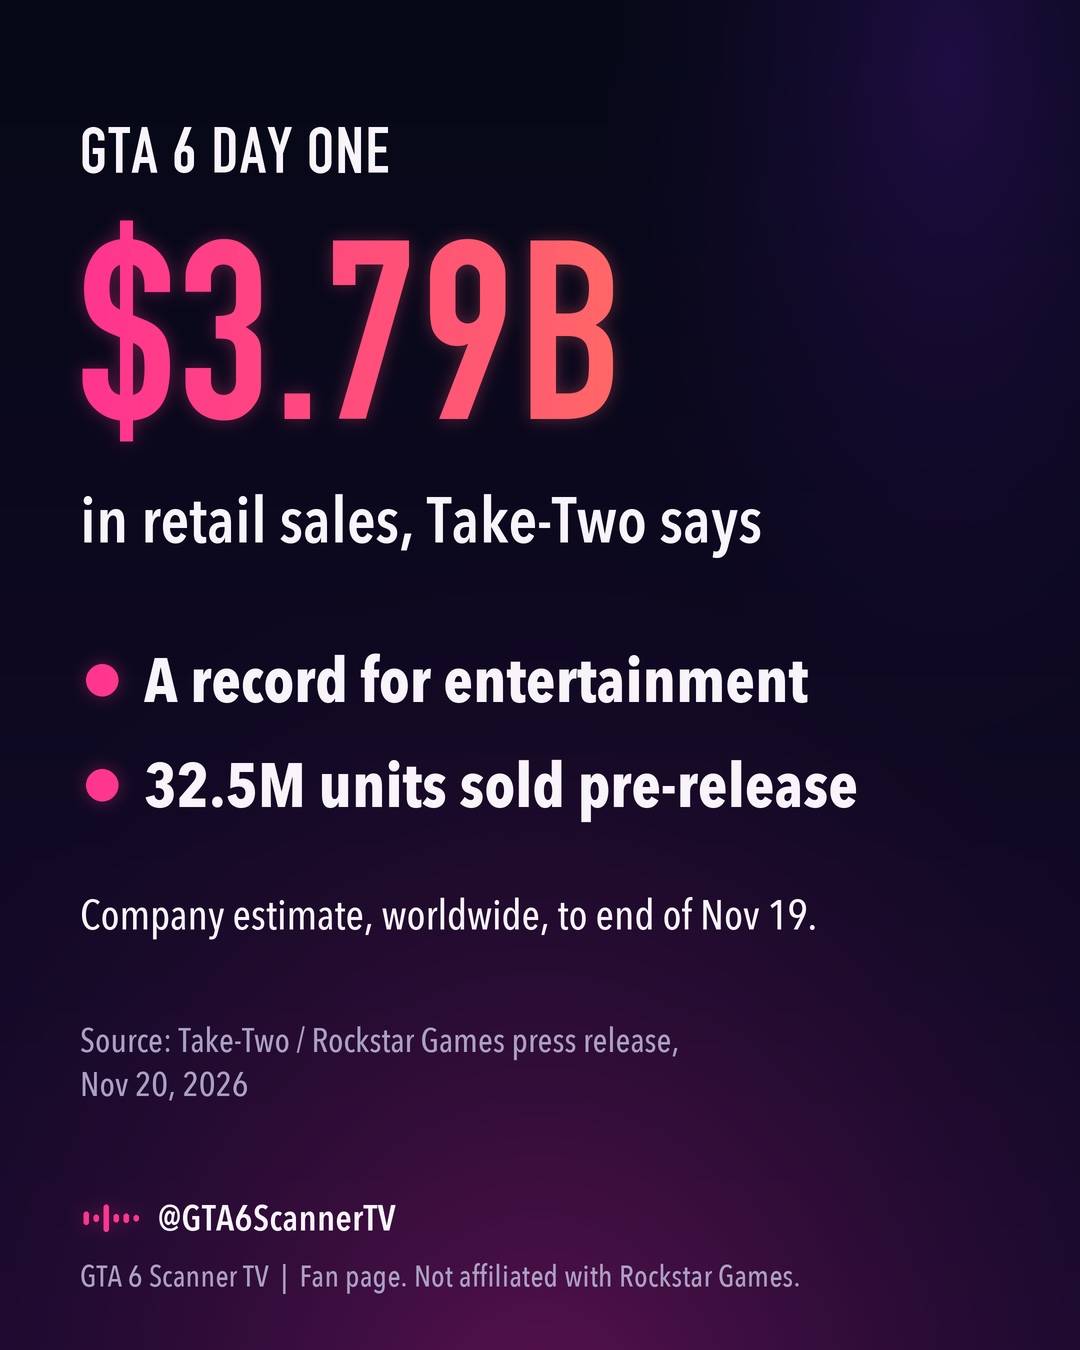 GTA 6 DAY ONE
$3.79B
in retail sales, Take-Two says
A record for entertainment
32.5M units sold pre-release
Company estimate, worldwide, to end of Nov 19.
Source: Take-Two / Rockstar Games press release,
Nov 20, 2026
@GTA6ScannerTV
GTA 6 Scanner TV | Fan page. Not affiliated with Rockstar Games.